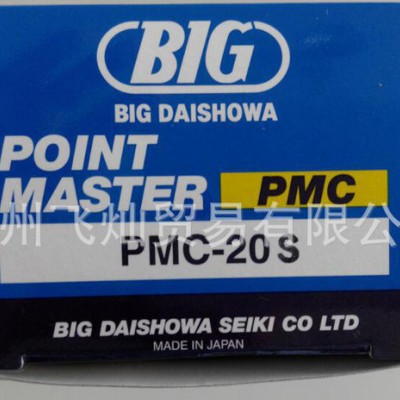 BIG
BIG DAISHOWA
POINT
MASTER PMC
州飞灿贸易有限公
PMC-20S
BIG DAISHOWA SEIKI CO LTD
MADE IN JAPAN